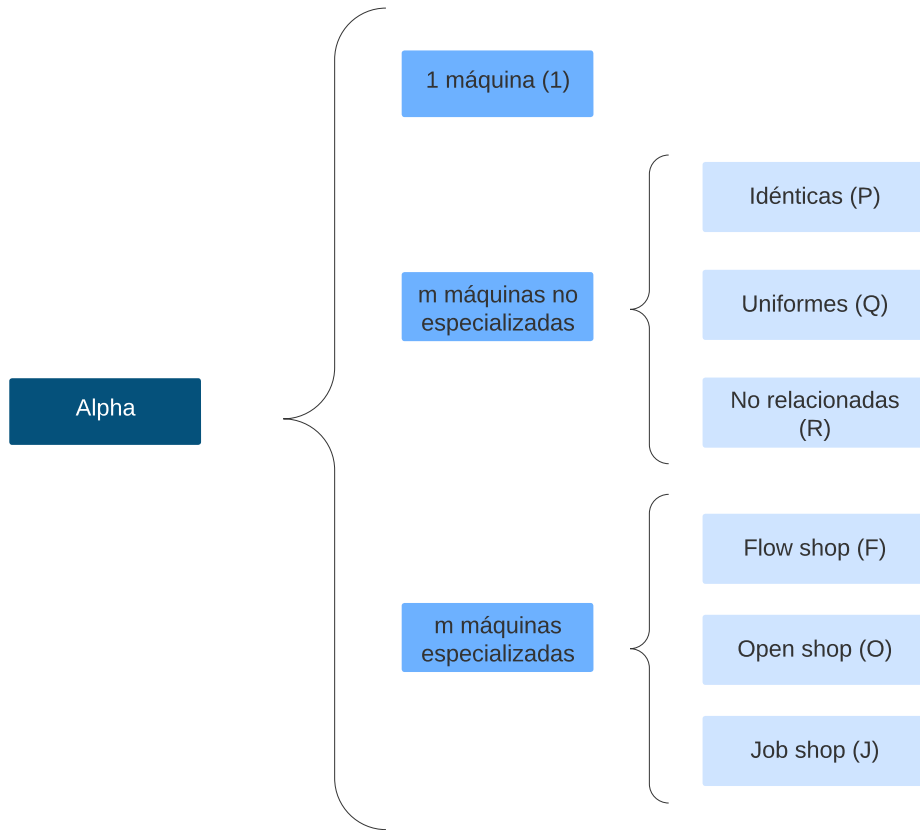 1 máquina (1)
Idénticas (P)
m máquinas no
especializadas
Uniformes (Q)
No relacionadas
(R)
Alpha
Flow shop (F)
m máquinas
especializadas
Open shop (O)
Job shop (J)